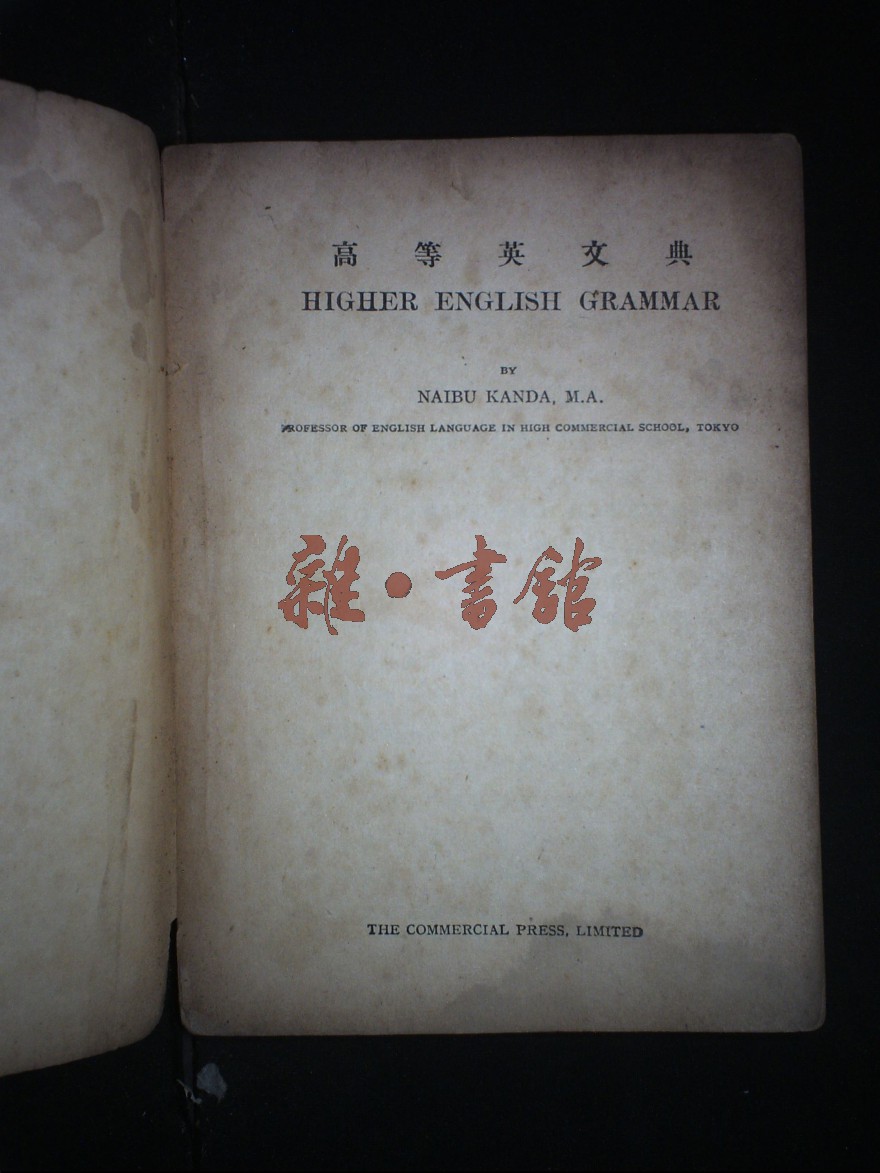 高等英文典
HIGHER ENGLISH GRAMMAR
BY
NAIBU KANDA, M.A.
PROFESSOR OF ENGLISH LANGUAGE IN HIGH COMMERCIAL SCHOOL, TOKYO
雜•書館
THE COMMERCIAL PRESS, LIMITED